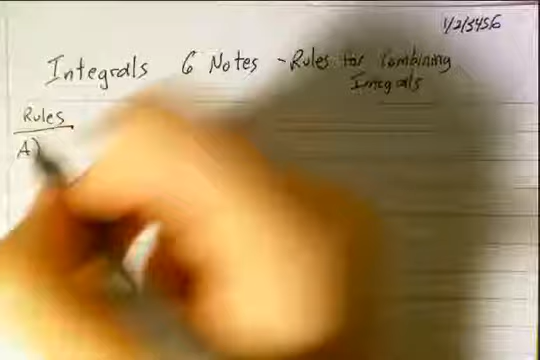 1/2/3456
Integrals 6 Notes - Rules for Combining
Integrals
Rules
A)